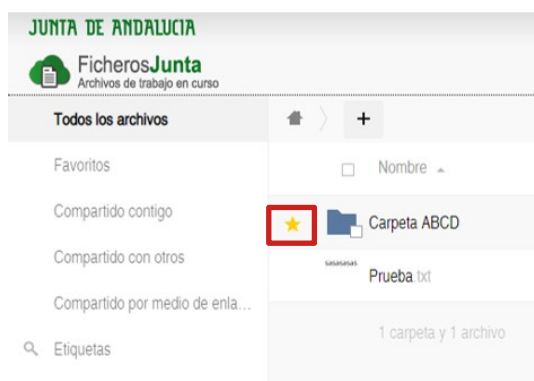 JUNTA DE ANDALUCIA
FicherosJunta
Archivos de trabajo en curso
Todos los archivos
Favoritos
Compartido contigo
Compartido con otros
Compartido por medio de enla...
Etiquetas
+
Nombre
Carpeta ABCD
sasasasas
Prueba.txt
1 carpeta y 1 archivo